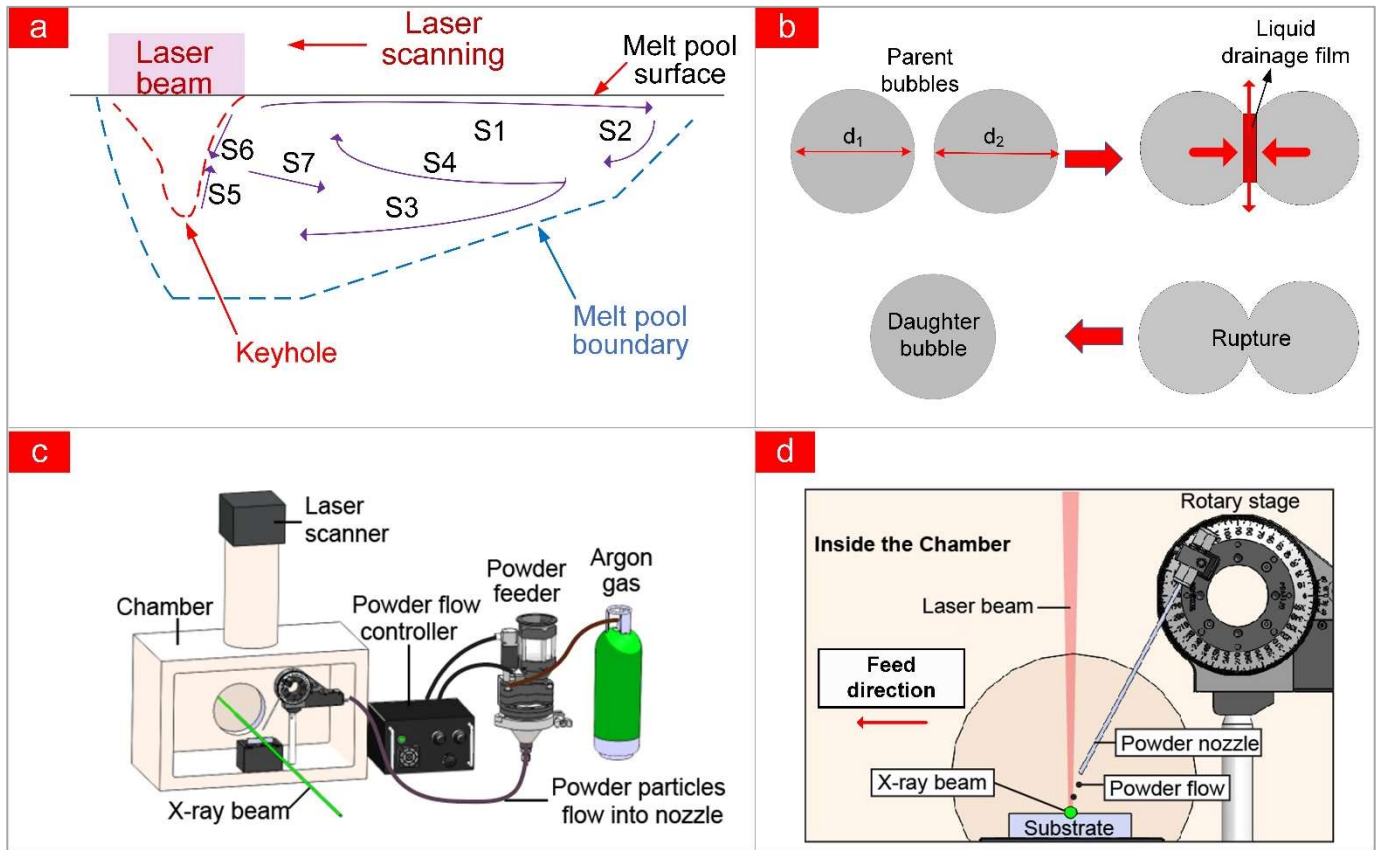 a
Laser
beam
Laser
scanning
Melt pool
surface
S1
S2
S6
S4
S7
S5
S3
Keyhole
Melt pool
boundary
b
Parent
bubbles
Liquid
drainage film
d1
d2
Daughter
bubble
Rupture
c
Laser
scanner
Chamber
Powder flow
controller
Powder
feeder
Argon
gas
X-ray beam
Powder particles
flow into nozzle
d
Rotary stage
Inside the Chamber
Laser beam
Feed
direction
Powder nozzle
X-ray beam
Powder flow
Substrate